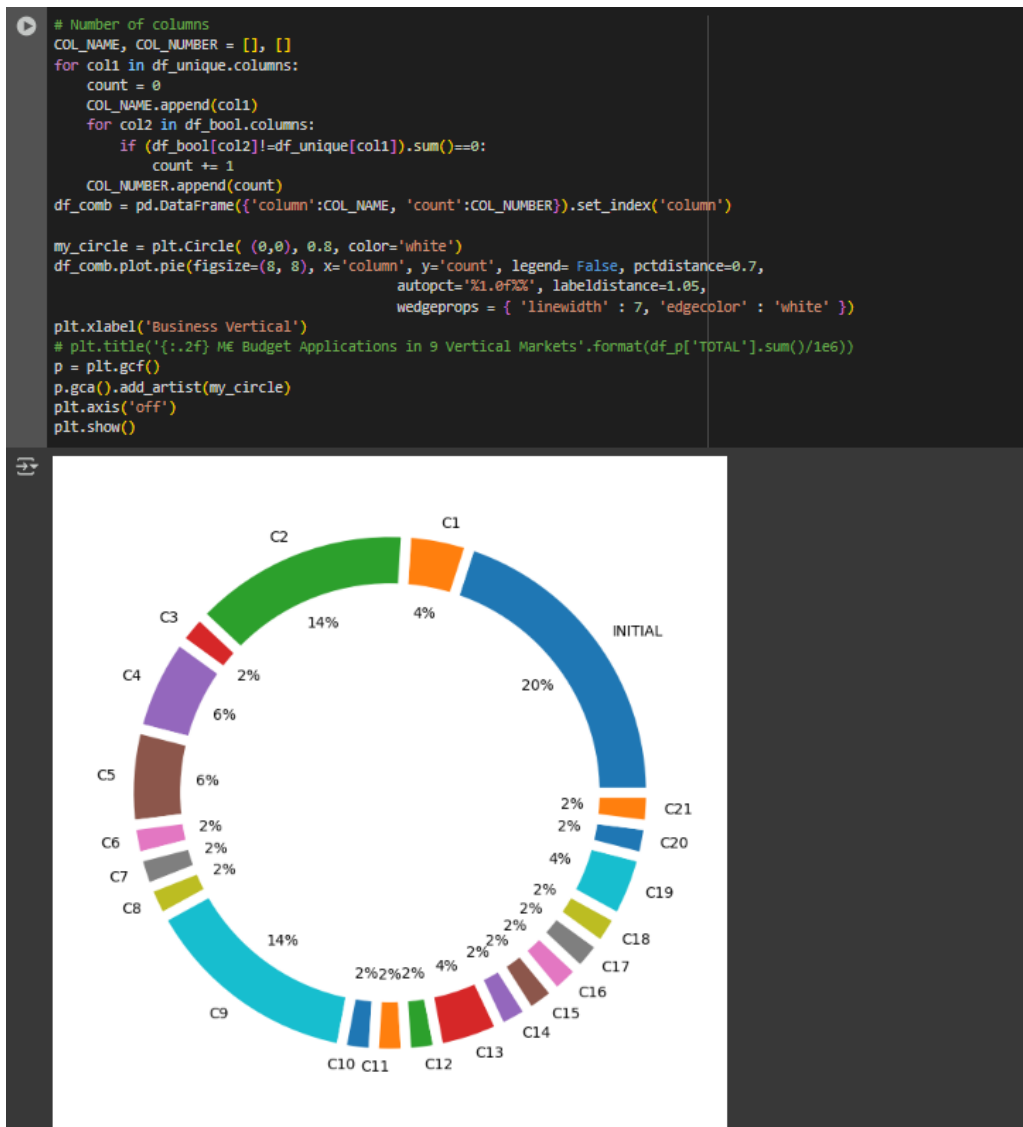 # Number of columns
COL_NAME, COL_NUMBER = [], []
for col1 in df_unique.columns:
    count = 0
    COL_NAME.append(col1)
    for col2 in df_bool.columns:
        if (df_bool[col2]!=df_unique[col1]).sum()==0:
            count += 1
    COL_NUMBER.append(count)
df_comb = pd.DataFrame({'column':COL_NAME, 'count':COL_NUMBER}).set_index('column')

my_circle = plt.Circle( (0,0), 0.8, color='white')
df_comb.plot.pie(figsize=(8, 8), x='column', y='count', legend= False, pctdistance=0.7,
                                            autopct='%1.0f%%', labeldistance=1.05,
                                            wedgeprops = { 'linewidth' : 7, 'edgecolor' : 'white' })
plt.xlabel('Business Vertical')
# plt.title('{:.2f} M€ Budget Applications in 9 Vertical Markets'.format(df_p['TOTAL'].sum()/1e6))
p = plt.gcf()
p.gca().add_artist(my_circle)
plt.axis('off')
plt.show()
C1
C2
C3
4%
14%
INITIAL
C4
2%
20%
6%
C5
6%
2%
C21
2%
2%
C6
2%
C20
C7
2%
4%
C8
2%
C19
2%
C18
14%
2%
2%
C17
2%
4%
2%
2%
2%
C16
C9
C15
C14
C13
C10
C11
C12